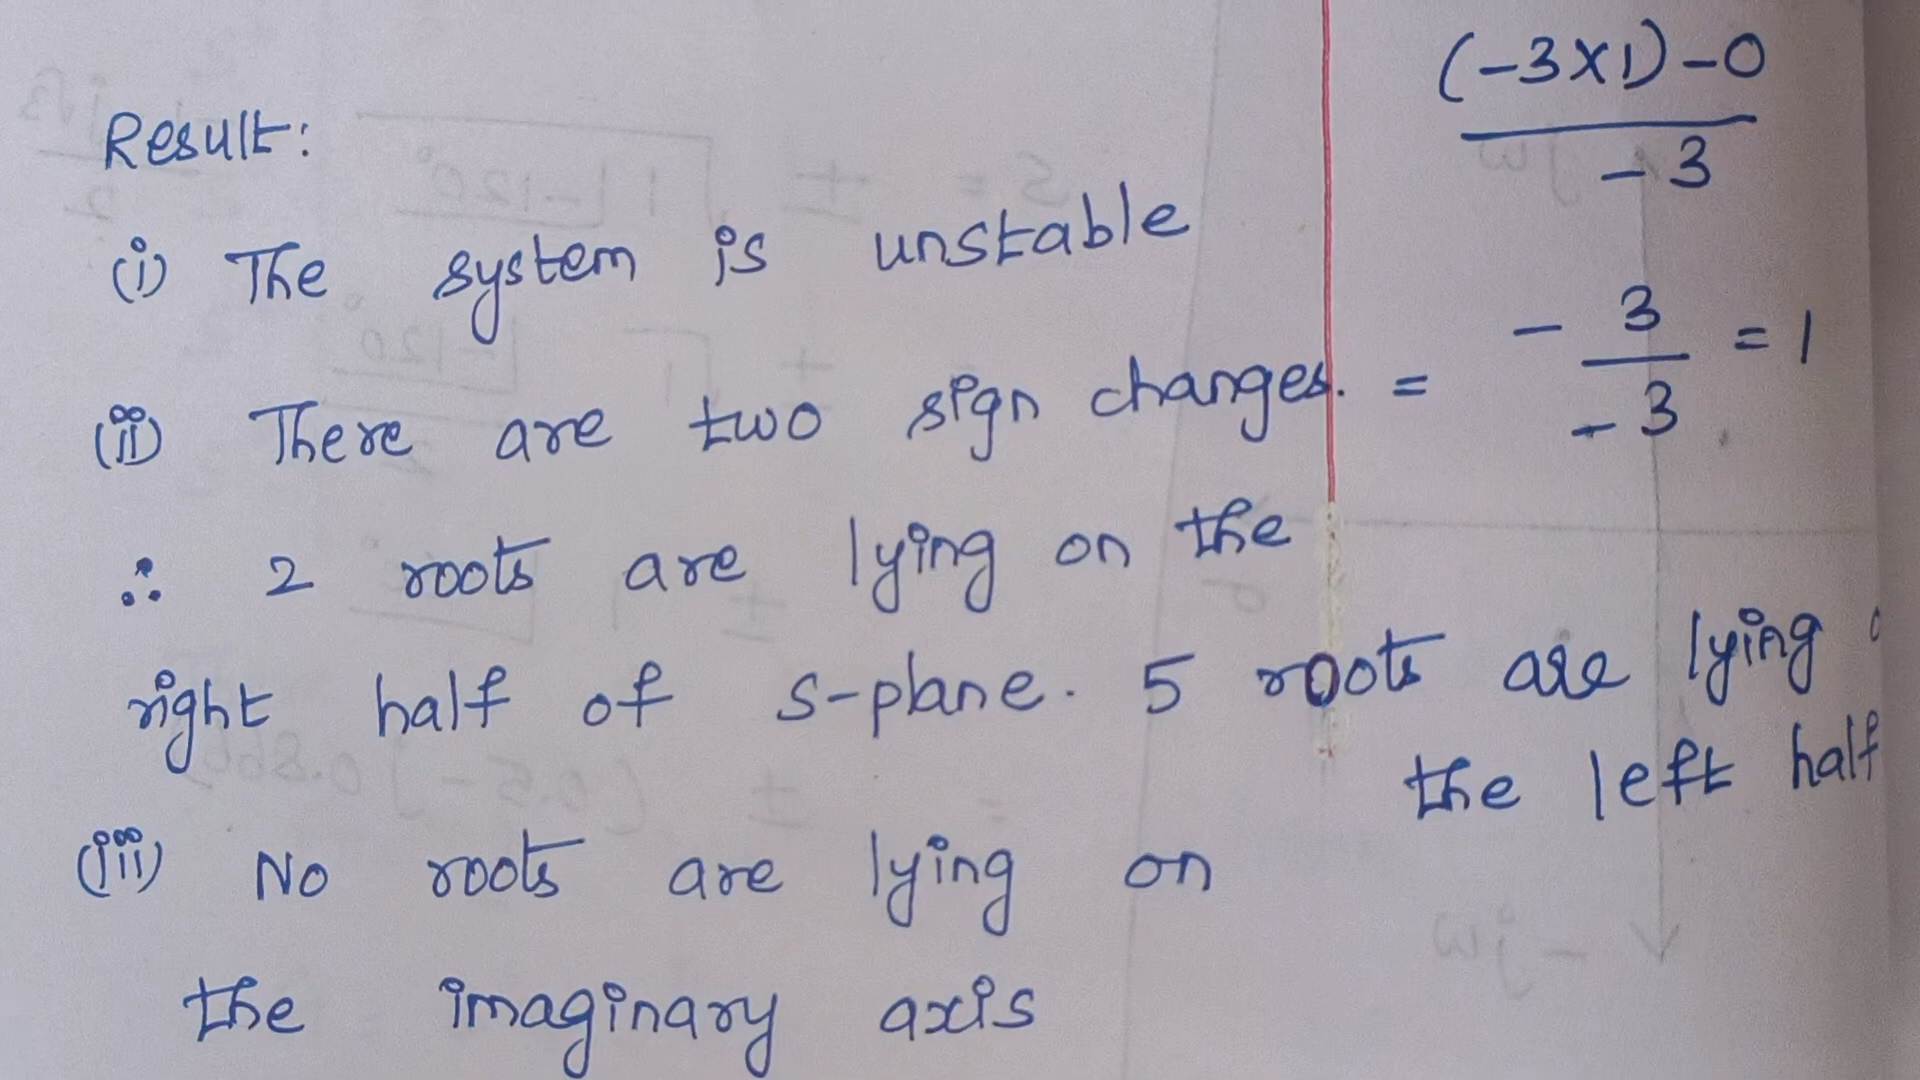 Result:
(i) The system is unstable
(ii) There are two sign changes.
∴ 2 roots are lying on the
right half of s-plane. 5 roots are lying
the left half
(iii) No roots are lying on
the imaginary axis
(-3x1)-0
-3
= - 3 = 1
-3